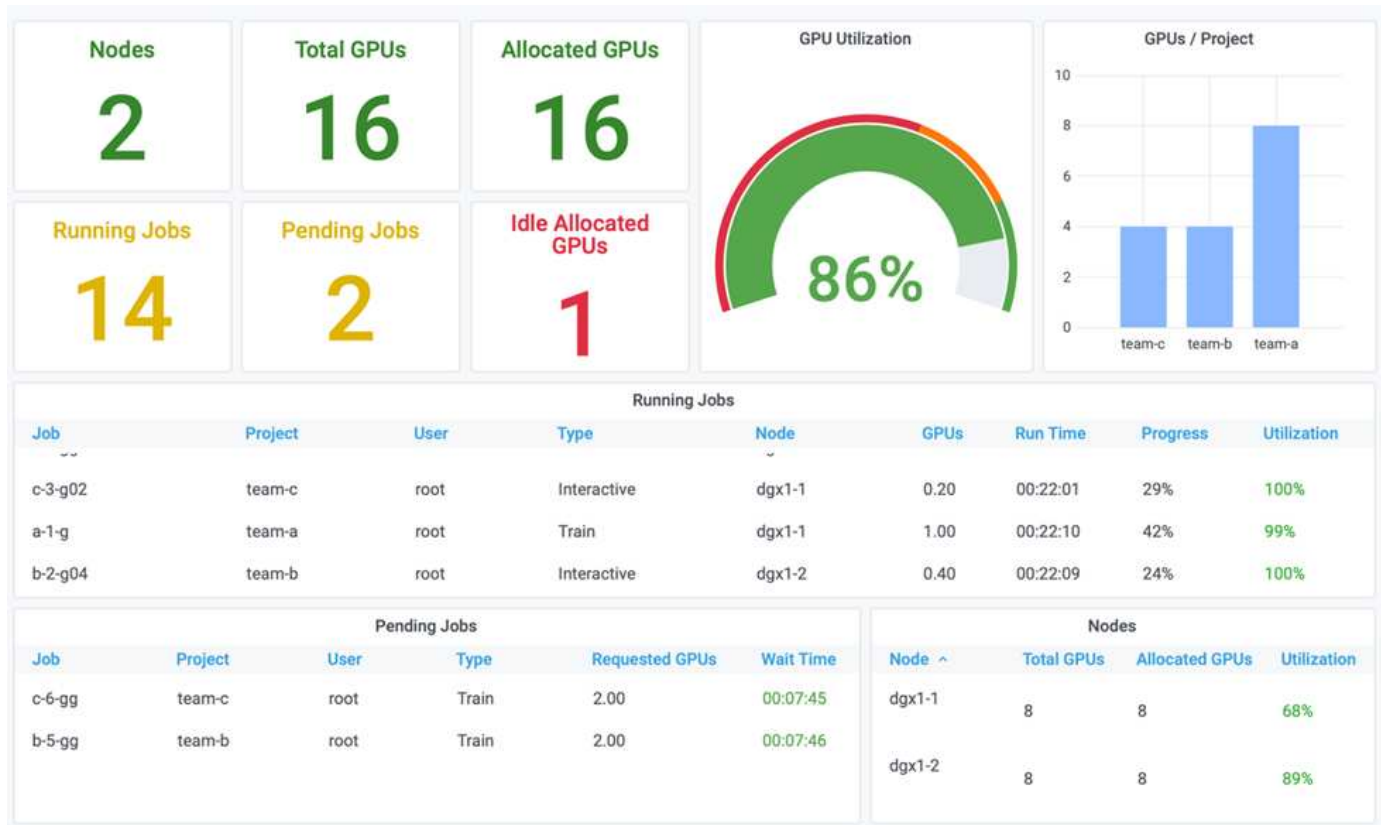 Nodes
2
Total GPUs
16
Allocated GPUs
16
Running Jobs
14
Pending Jobs
2
Idle Allocated
GPUs
1
GPU Utilization
86%
GPUs / Project
10
8
6
4
2
0
team-c team-b team-a
Running Jobs
Job Project User Type Node GPUs Run Time Progress Utilization
c-3-g02 team-c root Interactive dgx1-1 0.20 00:22:01 29% 100%
a-1-g team-a root Train dgx1-1 1.00 00:22:10 42% 99%
b-2-g04 team-b root Interactive dgx1-2 0.40 00:22:09 24% 100%
Pending Jobs
Job Project User Type Requested GPUs Wait Time
c-6-gg team-c root Train 2.00 00:07:45
b-5-gg team-b root Train 2.00 00:07:46
Nodes
Node Total GPUs Allocated GPUs Utilization
dgx1-1 8 8 68%
dgx1-2 8 8 89%